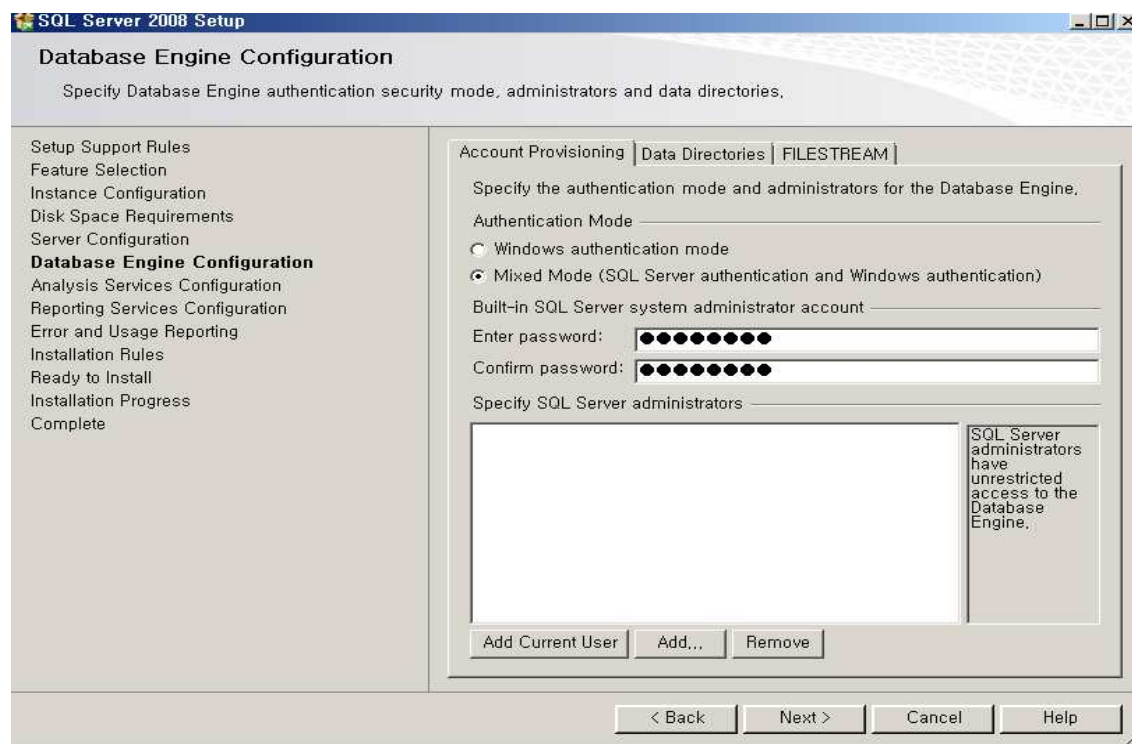 SQL Server 2008 Setup
Database Engine Configuration
Specify Database Engine authentication security mode, administrators and data directories,
Setup Support Rules
Feature Selection
Instance Configuration
Disk Space Requirements
Server Configuration
Database Engine Configuration
Analysis Services Configuration
Reporting Services Configuration
Error and Usage Reporting
Installation Rules
Ready to Install
Installation Progress
Complete
Account Provisioning Data Directories FILESTREAM
Specify the authentication mode and administrators for the Database Engine,
Authentication Mode
Windows authentication mode
Mixed Mode (SQL Server authentication and Windows authentication)
Built-in SQL Server system administrator account
Enter password: ●●●●●●●●
Confirm password: ●●●●●●●●
Specify SQL Server administrators
SQL Server
administrators
have
unrestricted
access to the
Database
Engine,
Add Current User Add,,, Remove
< Back Next > Cancel Help